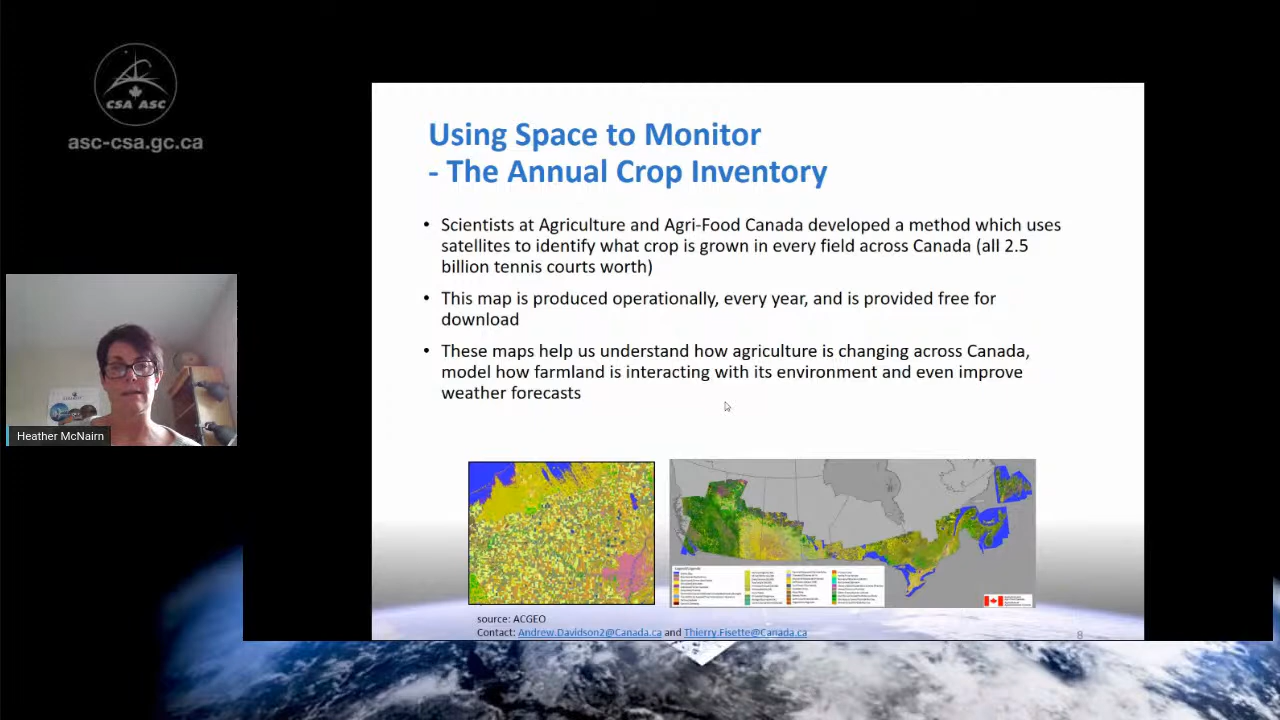 CSA ASC
asc-csa.gc.ca
Using Space to Monitor
- The Annual Crop Inventory
• Scientists at Agriculture and Agri-Food Canada developed a method which uses
satellites to identify what crop is grown in every field across Canada (all 2.5
billion tennis courts worth)
• This map is produced operationally, every year, and is provided free for
download
• These maps help us understand how agriculture is changing across Canada,
model how farmland is interacting with its environment and even improve
weather forecasts
Heather McNairn
source: ACGEO
Contact: Andrew.Davidson2@Canada.ca and Thierry.Fisette@Canada.ca
8